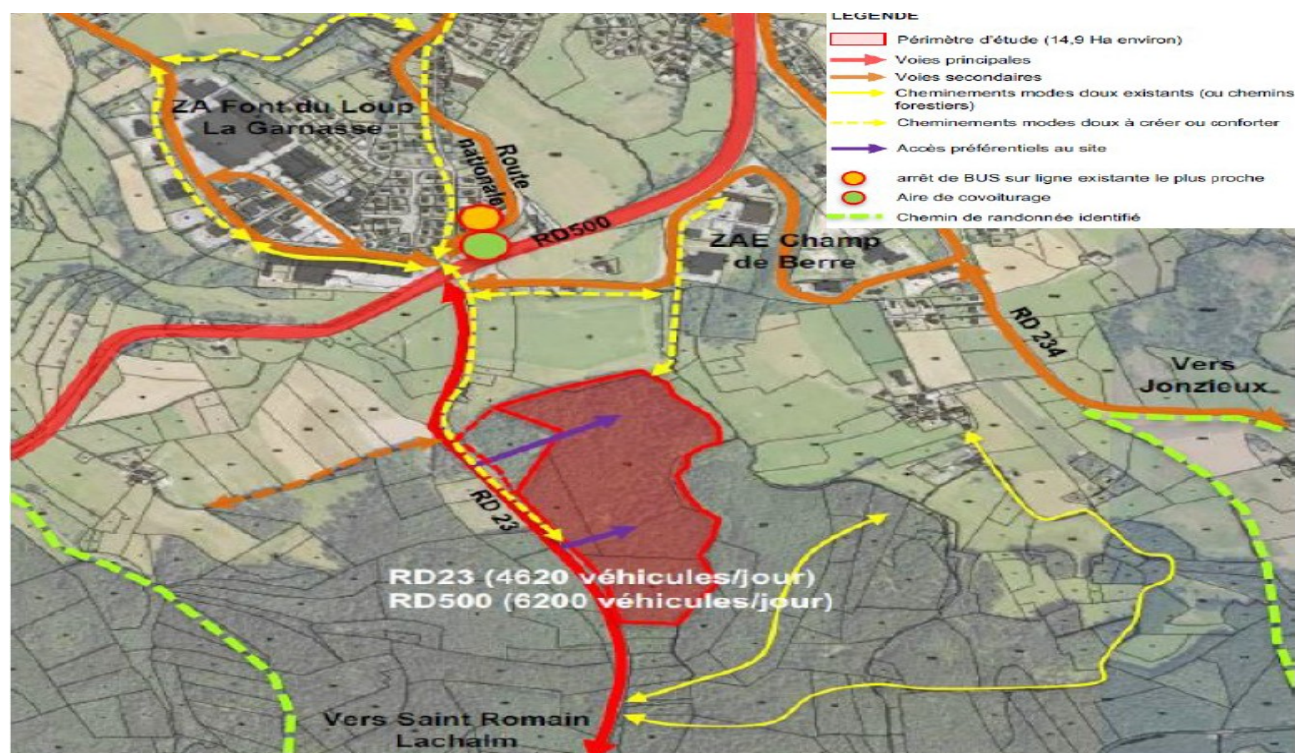 LEGENDE
Périmètre d'étude (14,9 Ha environ)
Voies principales
Voies secondaires
Cheminements modes doux existants (ou chemins
forestiers)
Cheminements modes doux à créer ou conforter
Accès préférentiels au site
arrêt de BUS sur ligne existante le plus proche
Aire de covoiturage
Chemin de randonnée identifié
ZA Font du Loup
La Garnasse
Route
nationale
RD500
ZAE Champ
de Berre
RD 234
Vers
Jonzieux
RD 23
RD23 (4620 véhicules/jour)
RD500 (6200 véhicules/jour)
Vers Saint Romain
Lachalm